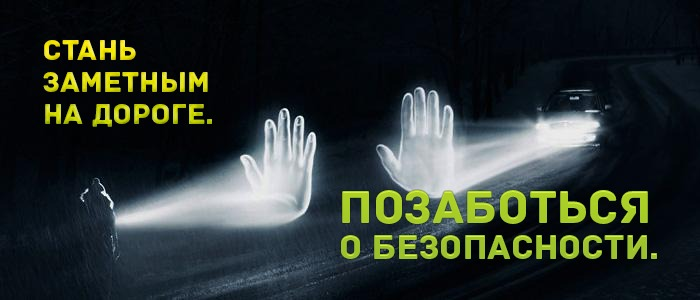 СТАНЬ
ЗАМЕТНЫМ
НА ДОРОГЕ.
ПОЗАБОТЬСЯ
О БЕЗОПАСНОСТИ.